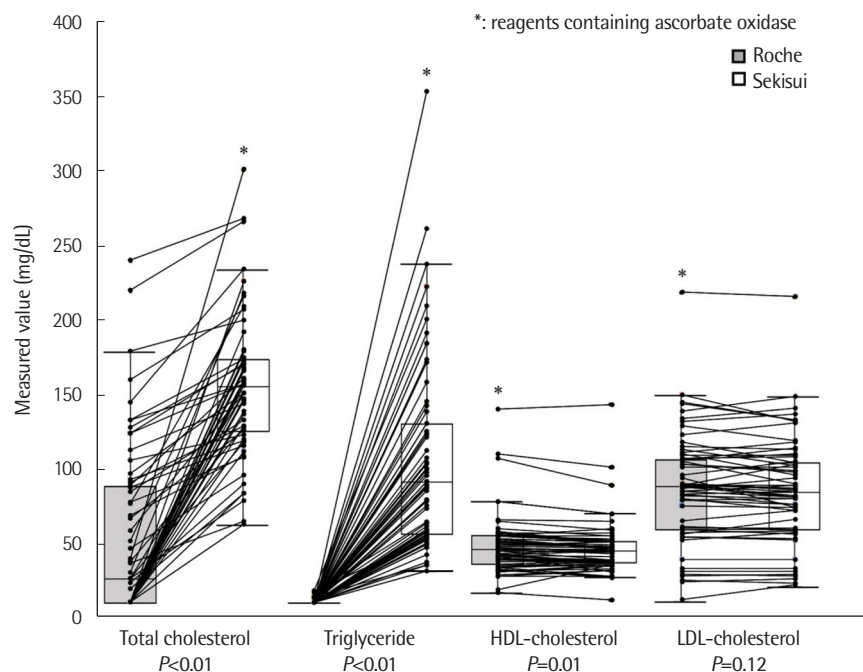 *: reagents containing ascorbate oxidase
Roche
Sekisui
Measured value (mg/dL)
400
350
300
250
200
150
100
50
0
*
*
*
*
Total cholesterol
P<0.01
Triglyceride
P<0.01
HDL-cholesterol
P=0.01
LDL-cholesterol
P=0.12